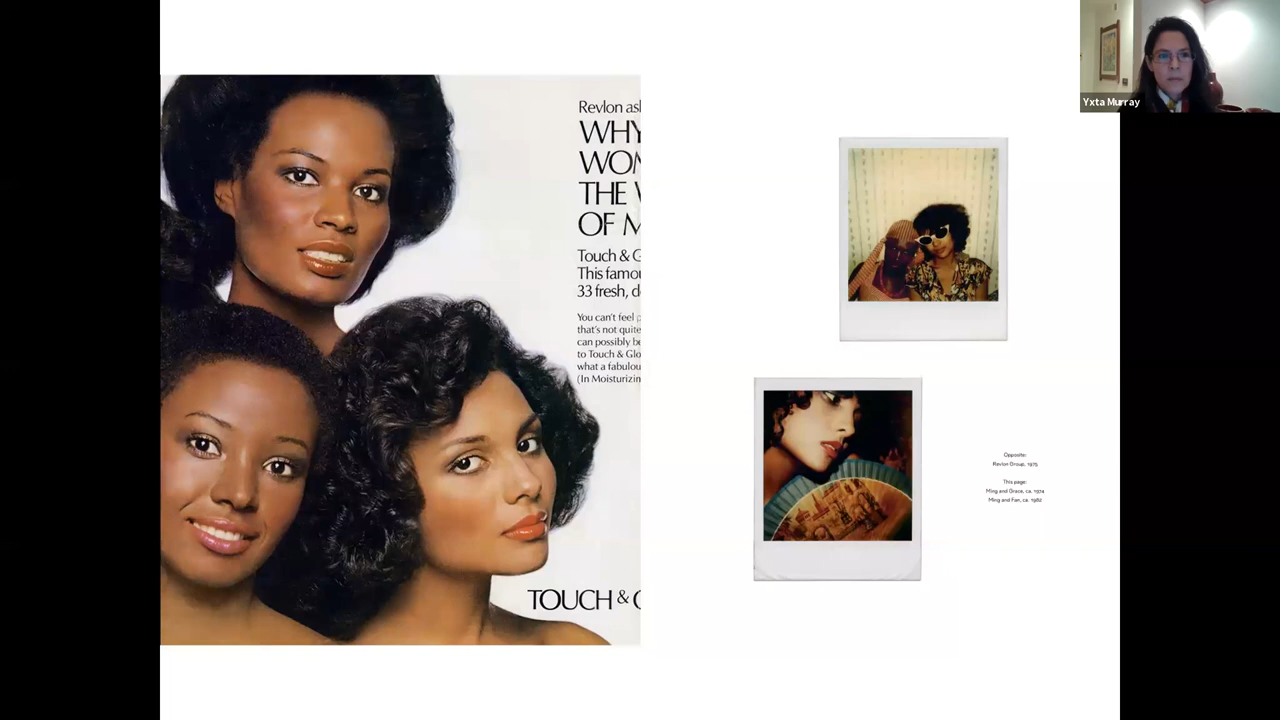 Revlon as
WHY
WOM
THE
OF M
Touch & G
This famou
33 fresh, d
You can't feel p
that's not quite
can possibly be
to Touch & Glo
what a fabulou
(In Moisturizin
TOUCH &
Opposite:
Revlon Group, 1975
This page:
Ming and Grace, ca. 1974
Ming and Fan, ca. 1982
Yxta Murray